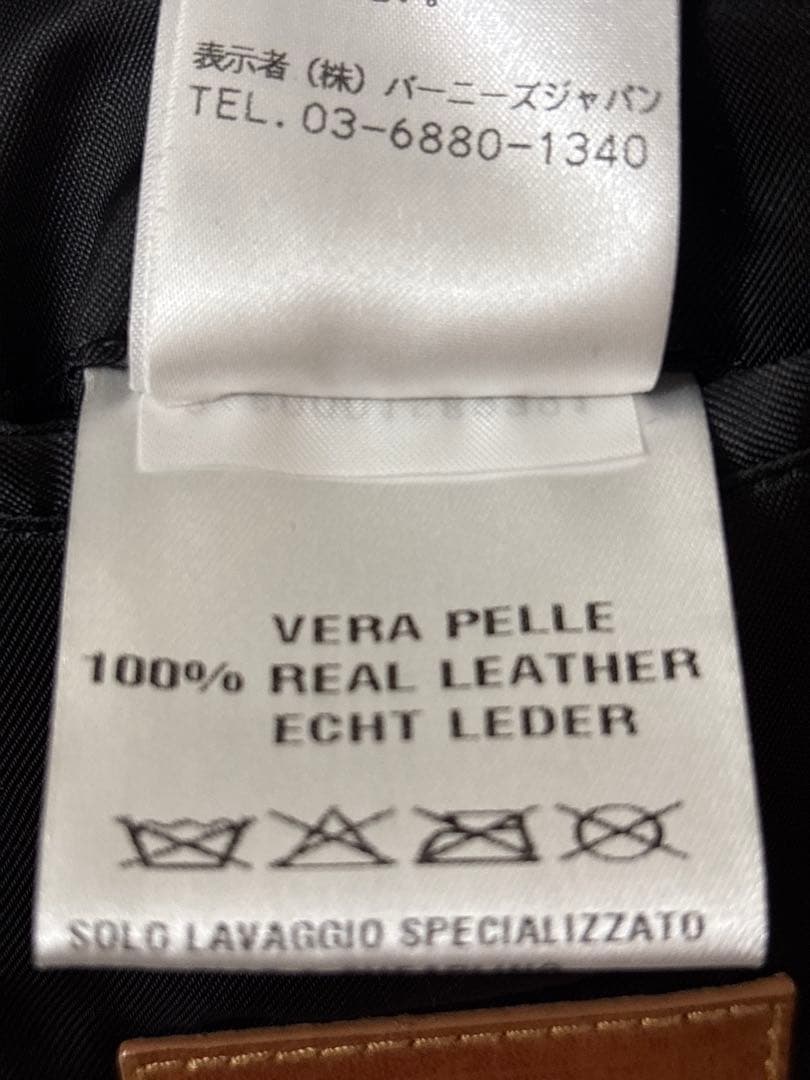 表示者(株)バーニーズジャパン
TEL. 03-6880-1340
VERA PELLE
100% REAL LEATHER
ECHT LEDER
SOLO LAVAGGIO SPECIALIZZATO